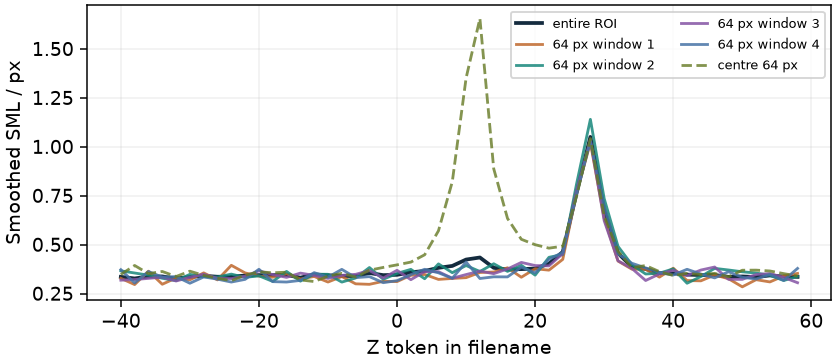 entire ROI
64 px window 1
64 px window 2
64 px window 3
64 px window 4
centre 64 px
Smoothed SML / px
1.50
1.25
1.00
0.75
0.50
0.25
−40
−20
0
20
40
60
Z token in filename